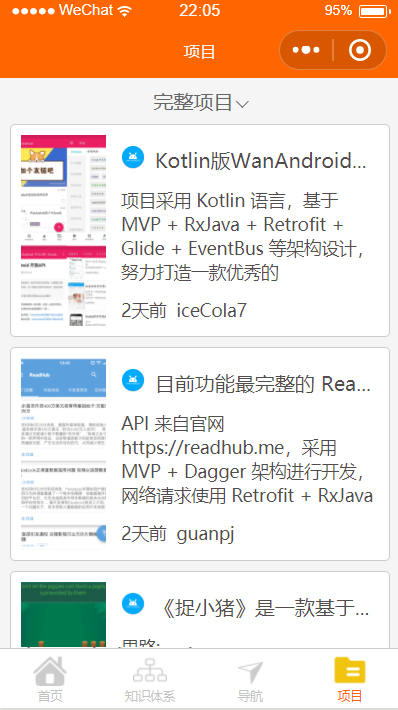 WeChat 22:05 95%
项目
完整项目
Kotlin版WanAndroid...
项目采用 Kotlin 语言，基于
MVP + RxJava + Retrofit +
Glide + EventBus 等架构设计，
努力打造一款优秀的
2天前 iceCola7
ReadHub
目前功能最完整的 Rea...
API 来自官网
https://readhub.me，采用
MVP + Dagger 架构进行开发，
网络请求使用 Retrofit + RxJava
2天前 guanpj
《捉小猪》是一款基于...
首页 知识体系 导航 项目